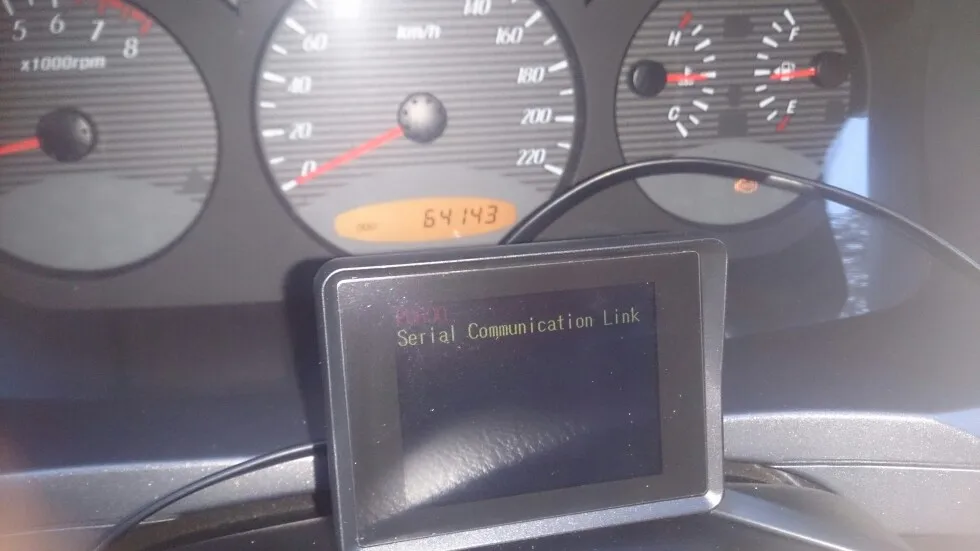 5 6 7 8
x1000rpm
0 20 40 60 140 160 180 200 220
km/h
H C
F E
64143
Serial Communication Link